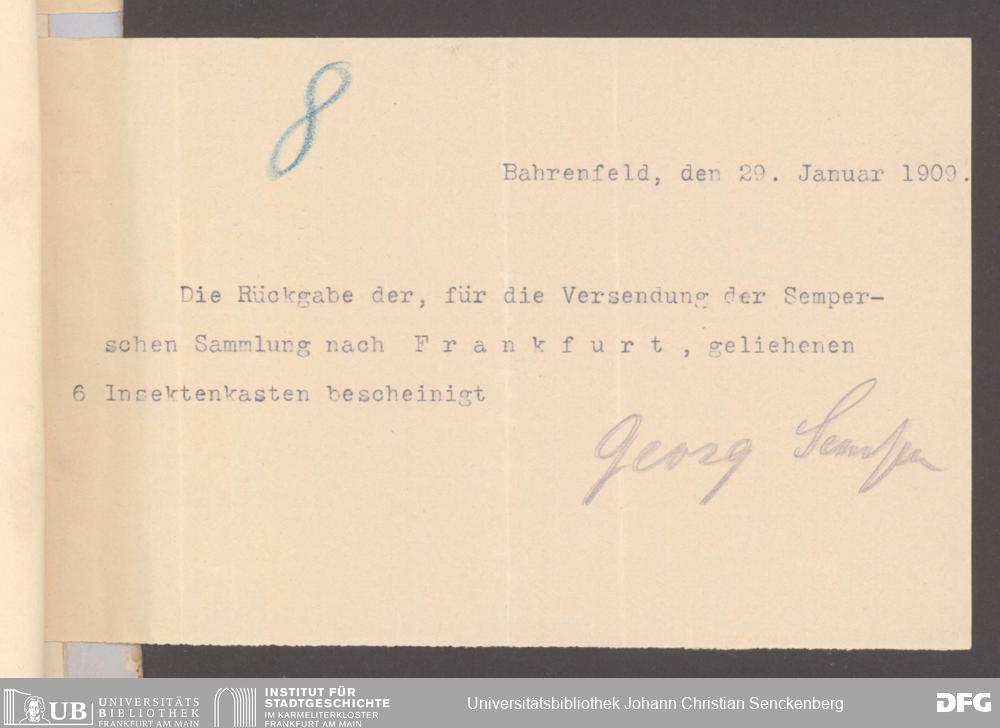 8
Bahrenfeld, den 29. Januar 1909.
Die Rückgabe der, für die Versendung der Semper-
schen Sammlung nach F r a n k f u r t , geliehenen
6 Insektenkasten bescheinigt
Georg Semper
UB UNIVERSITÄTS
BIBLIOTHEK
FRANKFURT AM MAIN
INSTITUT FÜR
STADTGESCHICHTE
IM KARMELITERKLOSTER
FRANKFURT AM MAIN
Universitätsbibliothek Johann Christian Senckenberg
DFG